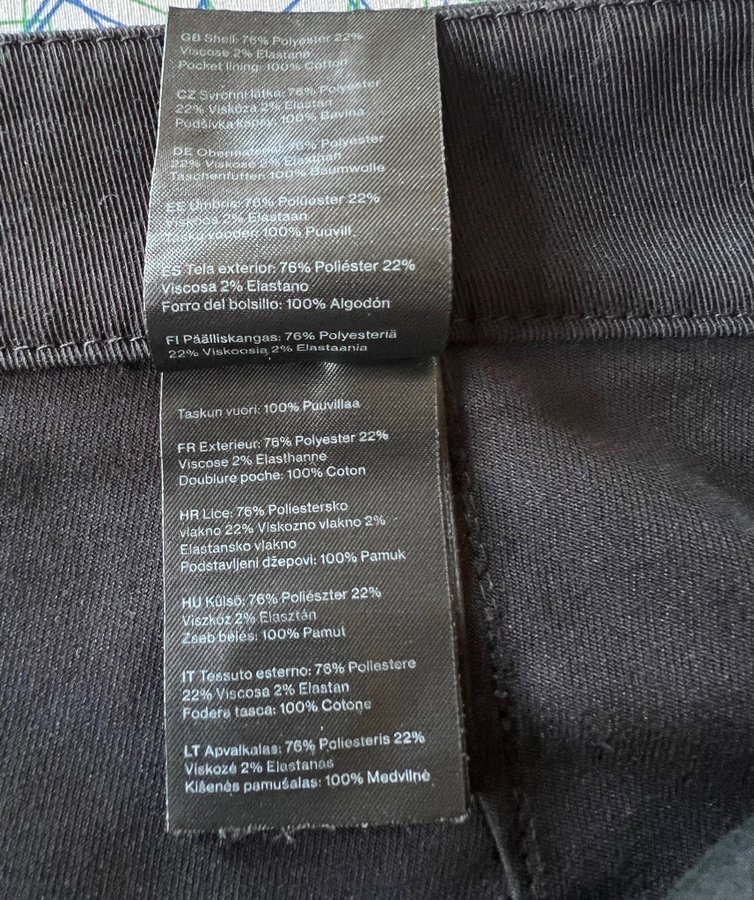 GB Shell: 76% Polyester 22%
Viscose 2% Elastane
Pocket lining: 100% Cotton
CZ Svrchní látka: 76% Polyester
22% Viskóza 2% Elastan
Podšívka kapsy: 100% Bavlna
DE Obermaterial: 76% Polyester
22% Viskose 2% Elasthan
Taschenfutter: 100% Baumwolle
EE Ümbris: 76% Polüester 22%
Viscoos 2% Elastaan
Taskuvooder: 100% Puuvill
ES Tela exterior: 76% Poliéster 22%
Viscosa 2% Elastano
Forro del bolsillo: 100% Algodón
FI Päälliskangas: 76% Polyesteriä
22% Viskoosia 2% Elastaania
Taskun vuori: 100% Puuvillaa
FR Exterieur: 76% Polyester 22%
Viscose 2% Elasthanne
Doublure poche: 100% Coton
HR Lice: 76% Poliestersko
vlakno 22% Viskozno vlakno 2%
Elastansko vlakno
Podstavljeni džepovi: 100% Pamuk
HU Külső: 76% Poliészter 22%
Viszkóz 2% Elasztán
Zseb bélés: 100% Pamut
IT Tessuto esterno: 76% Poliestere
22% Viscosa 2% Elastan
Fodera tasca: 100% Cotone
LT Apvalkalas: 76% Poliesteris 22%
Viskozė 2% Elastanas
Kišenės pamušalas: 100% Medvilnė